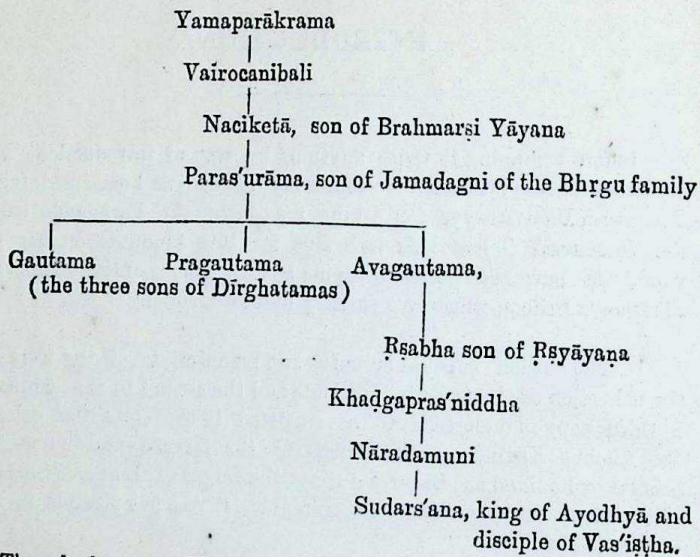 Yamaparākrama
Vairocanibali
Naciketā, son of Brahmarṣi Yāyana
Paras'urāma, son of Jamadagni of the Bhṛgu family
Gautama Pragautama Avagautama,
(the three sons of Dīrghatamas)
Ṛṣabha son of Ṛṣyāyaṇa
Khaḍgapras'niddha
Nāradamuni
Sudars'ana, king of Ayodhyā and
disciple of Vas'iṣṭha.